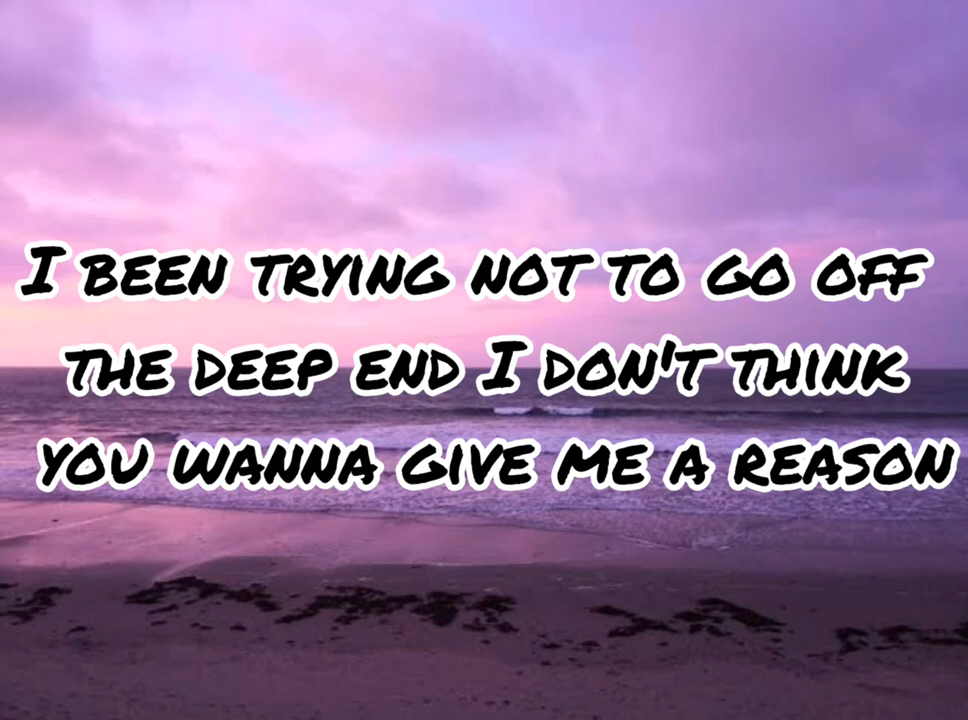 I BEEN TRYING NOT TO GO OFF
THE DEEP END I DON'T THINK
YOU WANNA GIVE ME A REASON